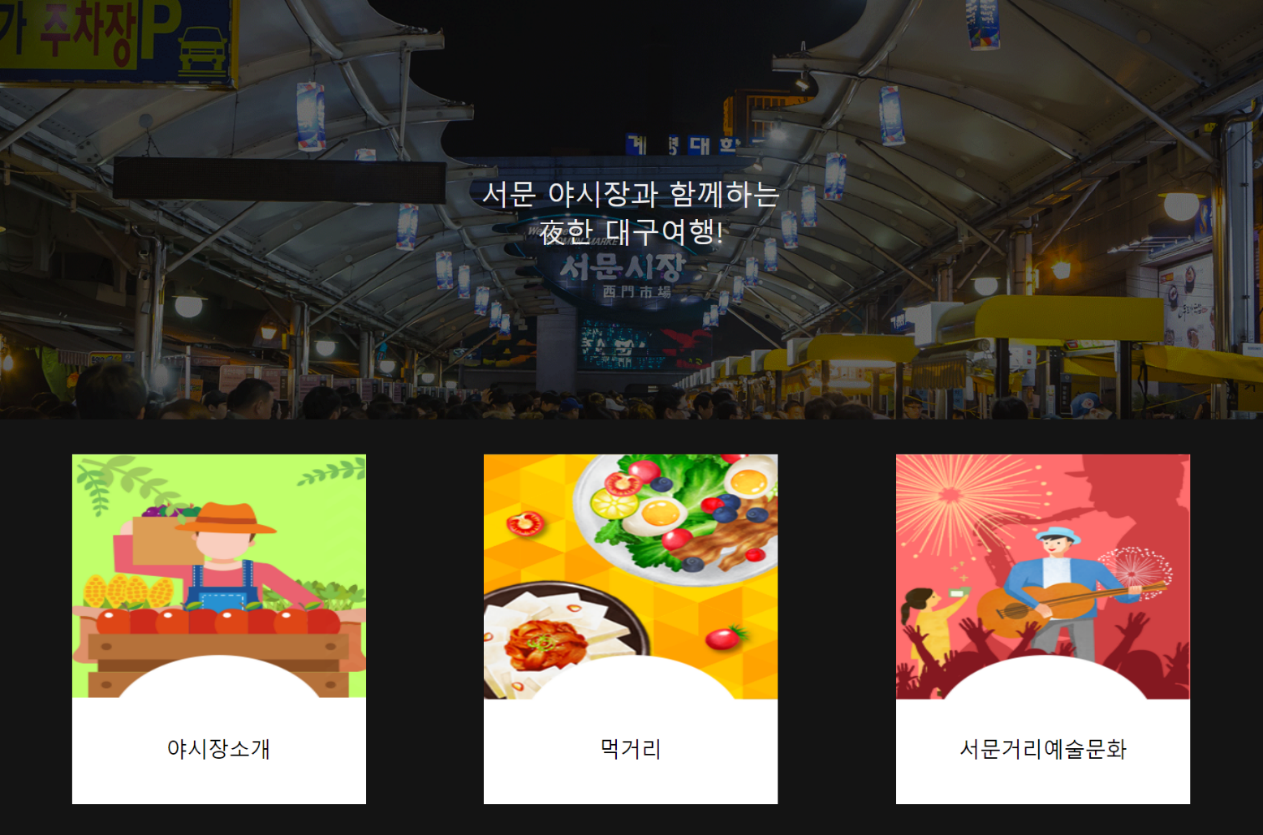 가 주차장P
서문 야시장과 함께하는
夜한 대구여행!
서문시장
西門市場
야시장소개
먹거리
서문거리예술문화